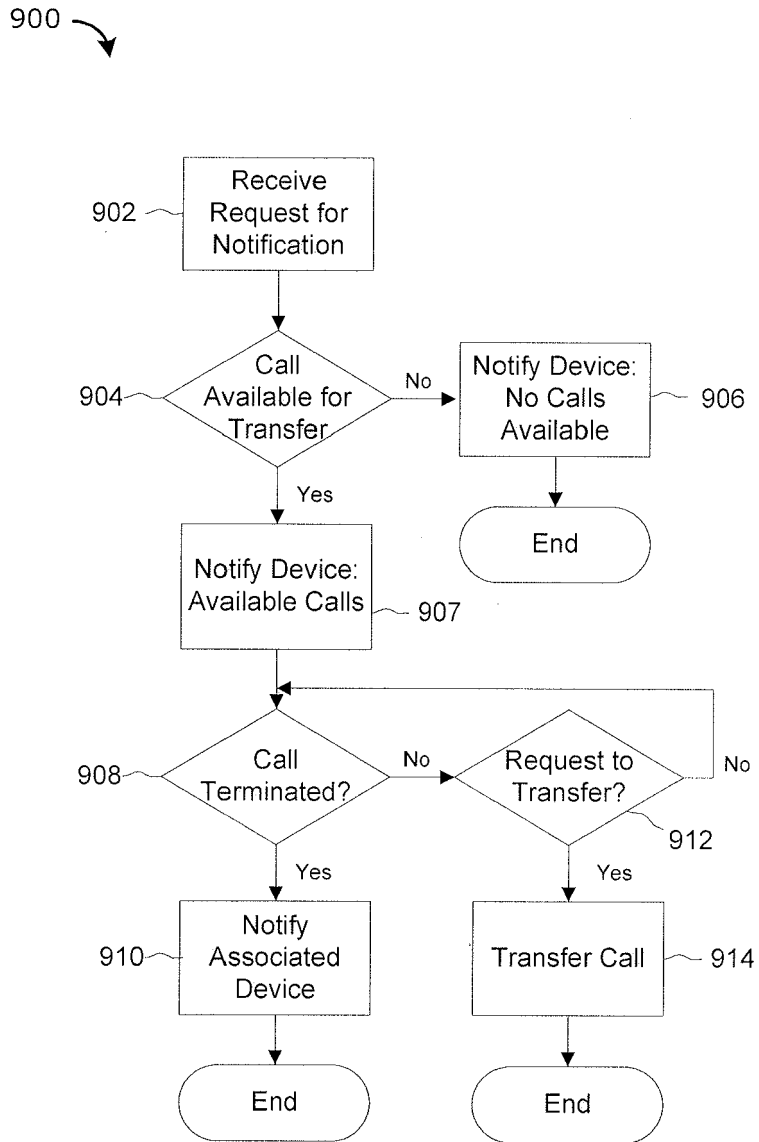 900
Receive
Request for
Notification
902
Call
Available for
Transfer
904
No
Notify Device:
No Calls
Available
906
Yes
End
Notify Device:
Available Calls
907
Call
Terminated?
908
No
Request to
Transfer?
No
912
Yes
Yes
Notify
Associated
Device
910
Transfer Call
914
End
End